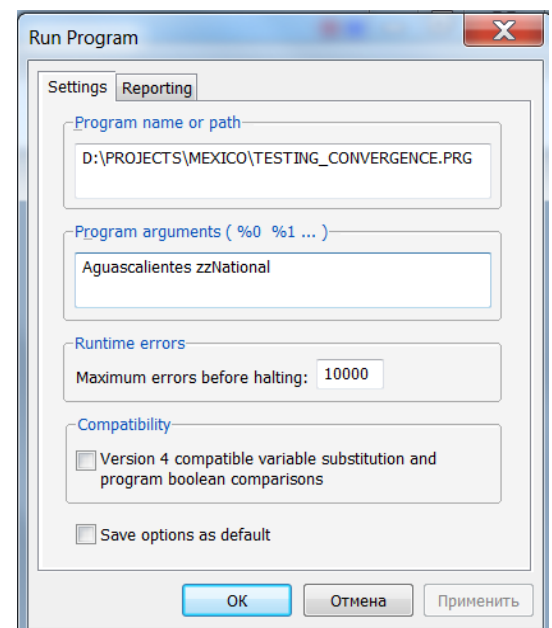 Run Program
Settings Reporting
Program name or path
D:\PROJECTS\MEXICO\TESTING_CONVERGENCE.PRG
Program arguments ( %0 %1 ... )
Aguascalientes zzNational
Runtime errors
Maximum errors before halting: 10000
Compatibility
Version 4 compatible variable substitution and
program boolean comparisons
Save options as default
OK Отмена Применить